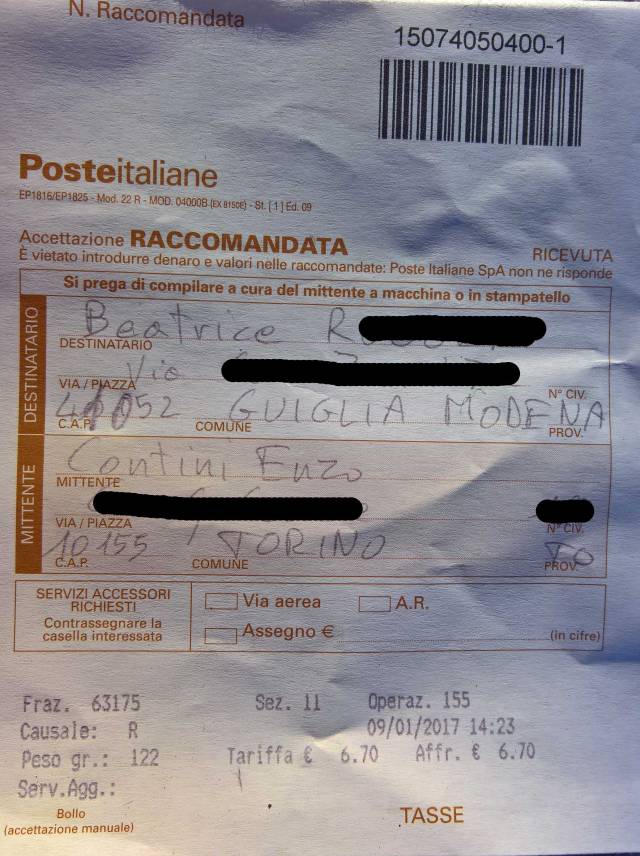 N. Raccomandata
15074050400-1
Posteitaliane
EP1816/EP1825 - Mod. 22 R - MOD. 04000B (EX 815CE) - St. [1] Ed. 09
Accettazione RACCOMANDATA RICEVUTA
È vietato introdurre denaro e valori nelle raccomandate: Poste Italiane SpA non ne risponde
Si prega di compilare a cura del mittente a macchina o in stampatello
DESTINATARIO
Beatrice R
DESTINATARIO
Via
VIA / PIAZZA N° CIV.
41052 GUIGLIA MODENA
C.A.P. COMUNE PROV.
MITTENTE
Contini Enzo
MITTENTE
VIA / PIAZZA N° CIV.
10155 TORINO TO
C.A.P. COMUNE PROV.
SERVIZI ACCESSORI
RICHIESTI
Contrassegnare la
casella interessata
Via aerea A.R.
Assegno € (in cifre)
Fraz. 63175 Sez. 11 Operaz. 155
Causale: R 09/01/2017 14:23
Peso gr.: 122 Tariffa € 6.70 Affr. € 6.70
Serv.Agg.:
Bollo
(accettazione manuale)
TASSE